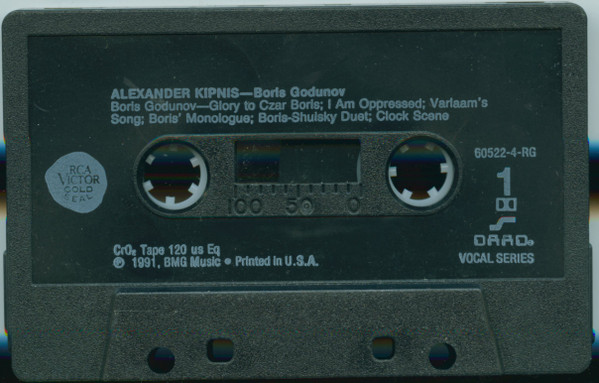 ALEXANDER KIPNIS—Boris Godunov
Boris Godunov—Glory to Czar Boris; I Am Oppressed; Varlaam's
Song; Boris' Monologue; Boris-Shuisky Duet; Clock Scene
60522-4-RG
RCA
VICTOR
GOLD
SEAL
1
100 50 0
DAAD®
CrO₂ Tape 120 us Eq
℗ 1991, BMG Music • Printed in U.S.A.
VOCAL SERIES